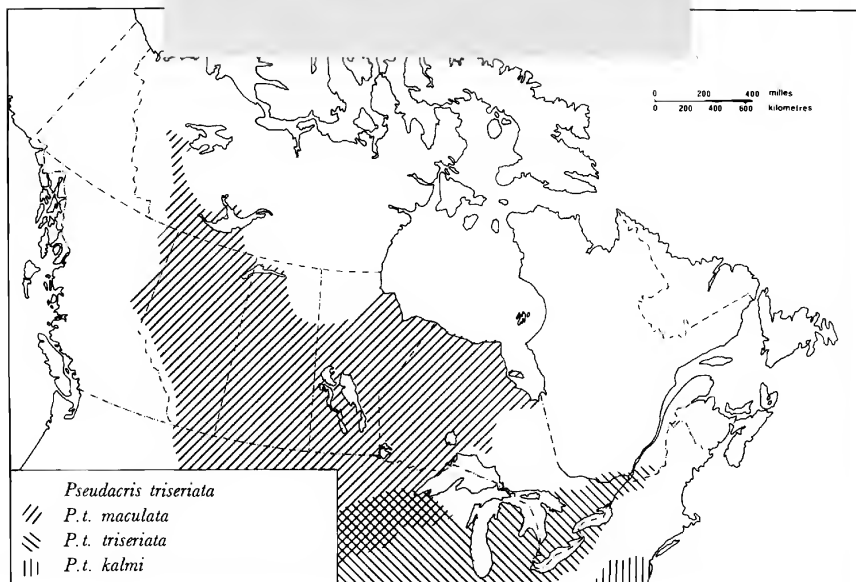 0 200 400 milles
0 200 400 600 kilometres
Pseudacris triseriata
P.t. maculata
P.t. triseriata
P.t. kalmi